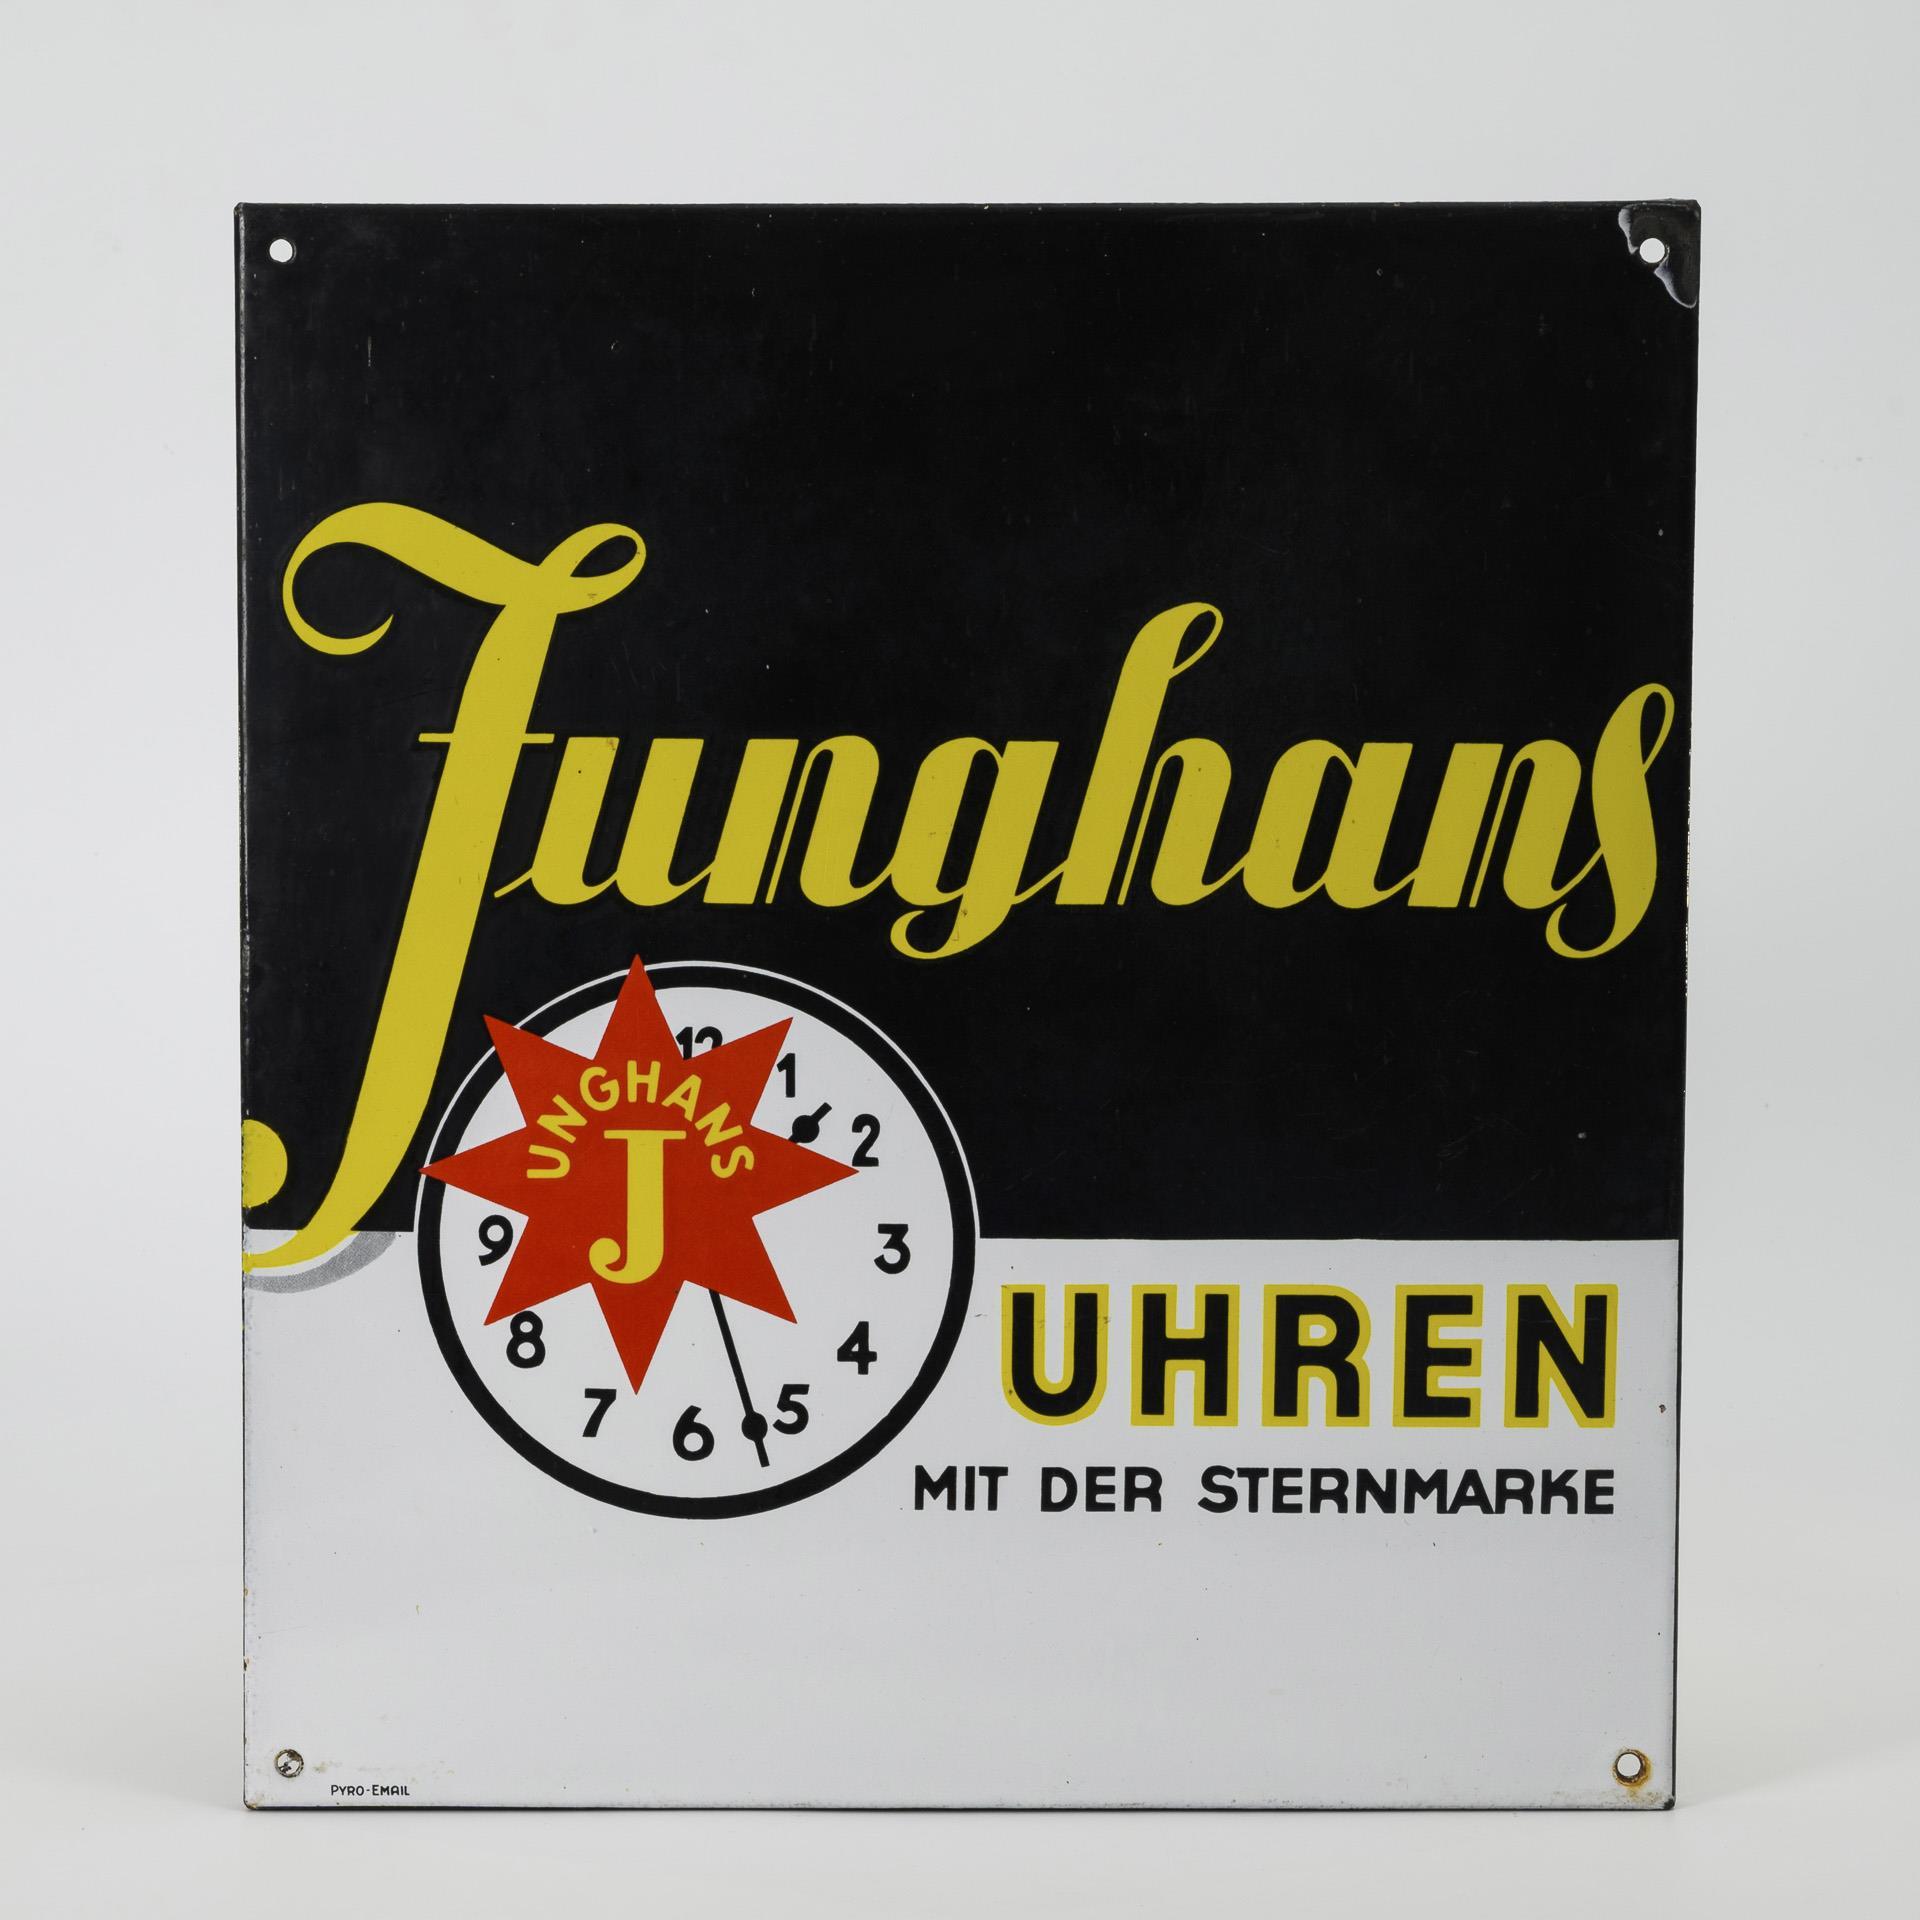 Junghans
12
1
2
3
4
5
6
7
8
9
UNGHANS
J
UHREN
MIT DER STERNMARKE
PYRO-EMAIL